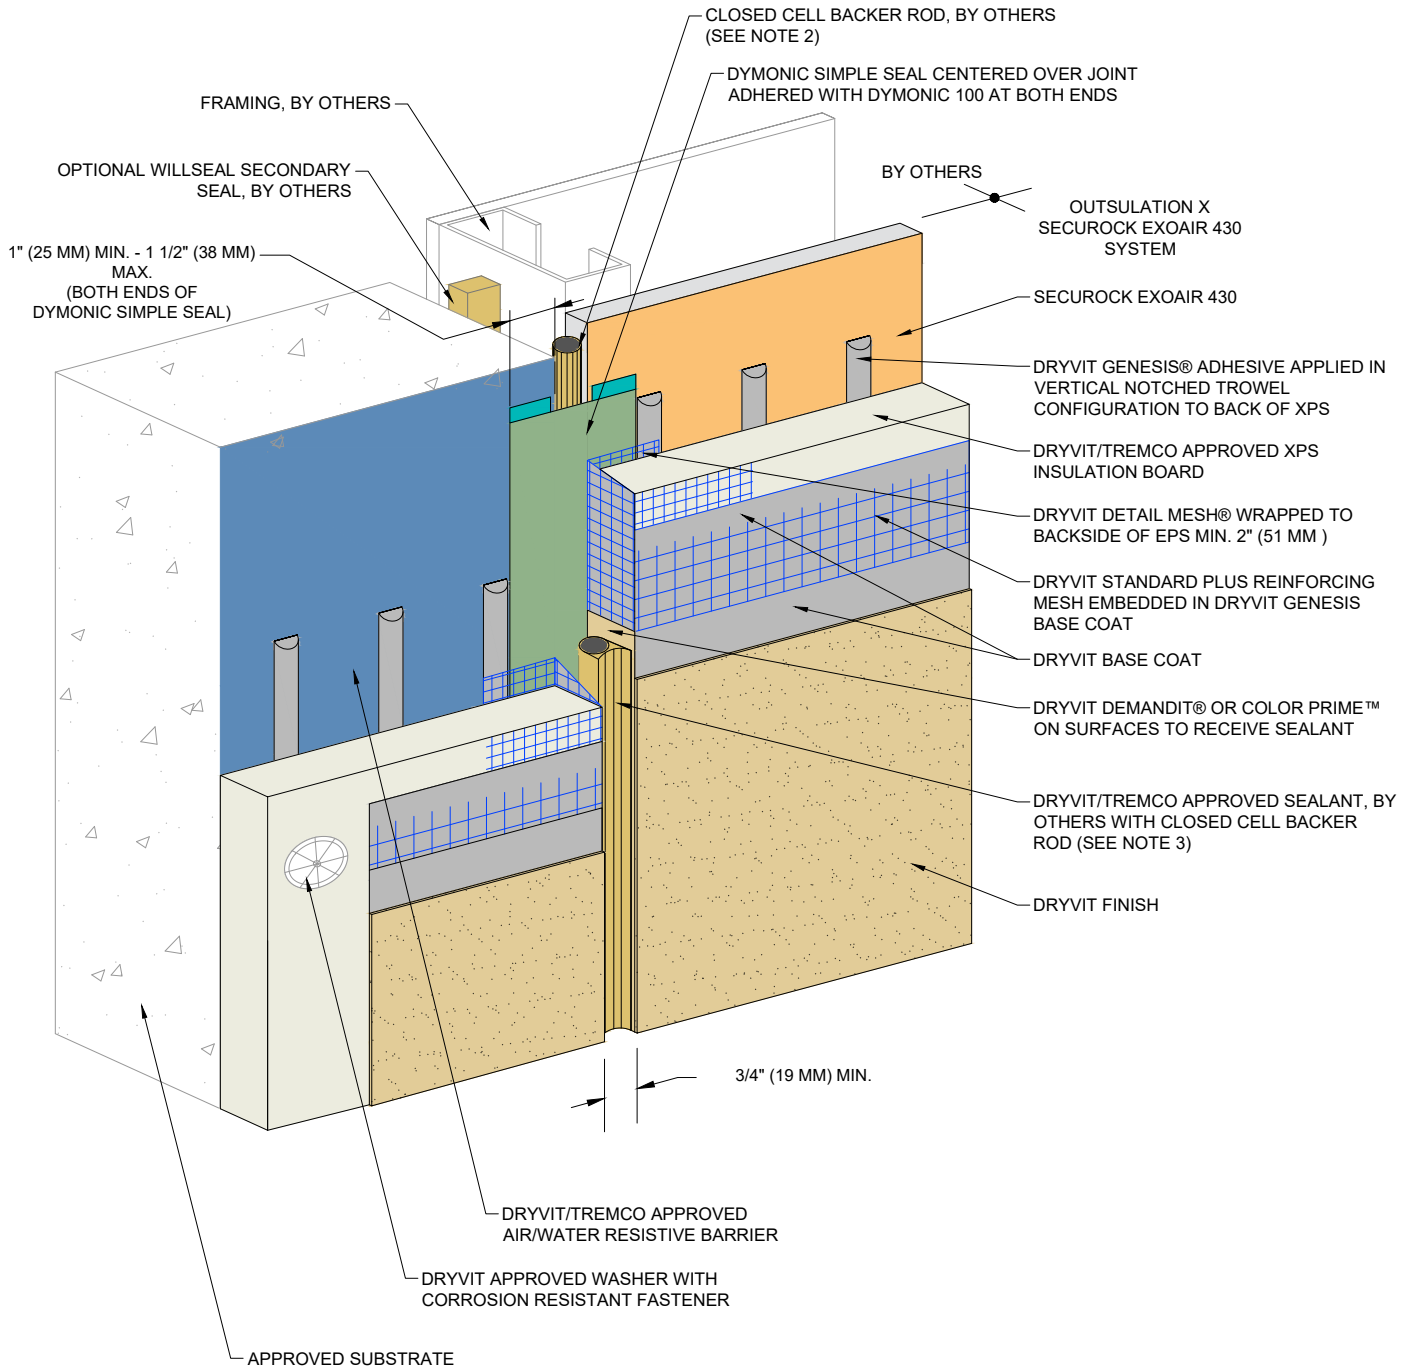 CLOSED CELL BACKER ROD, BY OTHERS
(SEE NOTE 2)
DYMONIC SIMPLE SEAL CENTERED OVER JOINT
ADHERED WITH DYMONIC 100 AT BOTH ENDS
FRAMING, BY OTHERS
OPTIONAL WILLSEAL SECONDARY
SEAL, BY OTHERS
1" (25 MM) MIN. - 1 1/2" (38 MM)
MAX.
(BOTH ENDS OF
DYMONIC SIMPLE SEAL)
BY OTHERS
OUTSULATION X
SECUROCK EXOAIR 430
SYSTEM
SECUROCK EXOAIR 430
DRYVIT GENESIS® ADHESIVE APPLIED IN
VERTICAL NOTCHED TROWEL
CONFIGURATION TO BACK OF XPS
DRYVIT/TREMCO APPROVED XPS
INSULATION BOARD
DRYVIT DETAIL MESH® WRAPPED TO
BACKSIDE OF EPS MIN. 2" (51 MM )
DRYVIT STANDARD PLUS REINFORCING
MESH EMBEDDED IN DRYVIT GENESIS
BASE COAT
DRYVIT BASE COAT
DRYVIT DEMANDIT® OR COLOR PRIME™
ON SURFACES TO RECEIVE SEALANT
DRYVIT/TREMCO APPROVED SEALANT, BY
OTHERS WITH CLOSED CELL BACKER
ROD (SEE NOTE 3)
DRYVIT FINISH
3/4" (19 MM) MIN.
DRYVIT/TREMCO APPROVED
AIR/WATER RESISTIVE BARRIER
DRYVIT APPROVED WASHER WITH
CORROSION RESISTANT FASTENER
APPROVED SUBSTRATE